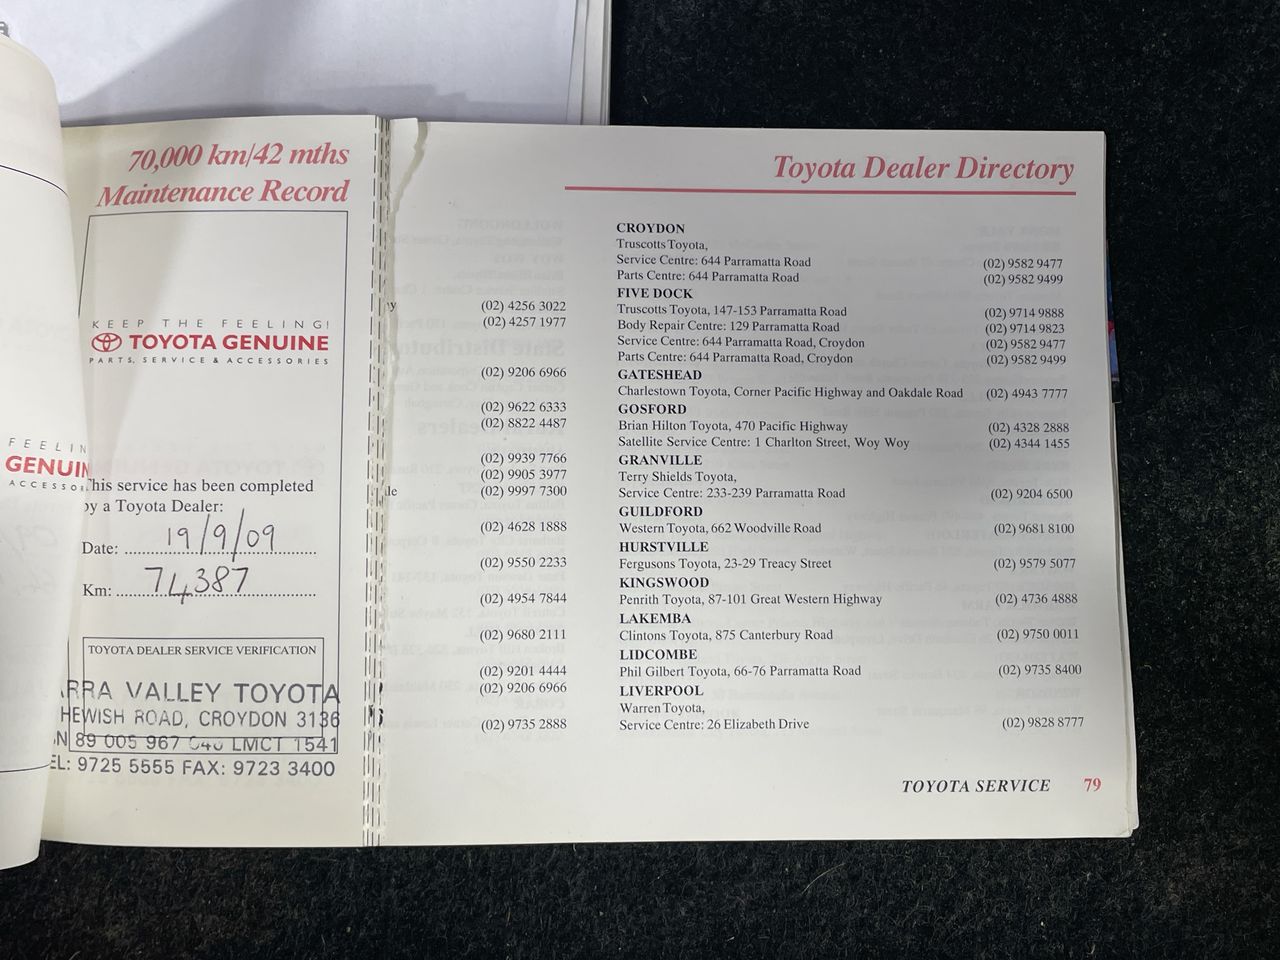 70,000 km/42 mths
Maintenance Record
KEEP THE FEELING!
TOYOTA GENUINE
PARTS, SERVICE & ACCESSORIES
FEELIN
GENUIN
ACCESSOR
This service has been completed
by a Toyota Dealer:
Date: 19/9/09
Km: 74387
TOYOTA DEALER SERVICE VERIFICATION
ARRA VALLEY TOYOTA
HEWISH ROAD, CROYDON 3136
89 005 967 LMCT 1541
EL: 9725 5555 FAX: 9723 3400
(02) 4256 3022
(02) 4257 1977
(02) 9206 6966
(02) 9622 6333
(02) 8822 4487
(02) 9939 7766
(02) 9905 3977
(02) 9997 7300
(02) 4628 1888
(02) 9550 2233
(02) 4954 7844
(02) 9680 2111
(02) 9201 4444
(02) 9206 6966
(02) 9735 2888
Toyota Dealer Directory
CROYDON
Truscotts Toyota,
Service Centre: 644 Parramatta Road (02) 9582 9477
Parts Centre: 644 Parramatta Road (02) 9582 9499
FIVE DOCK
Truscotts Toyota, 147-153 Parramatta Road (02) 9714 9888
Body Repair Centre: 129 Parramatta Road (02) 9714 9823
Service Centre: 644 Parramatta Road, Croydon (02) 9582 9477
Parts Centre: 644 Parramatta Road, Croydon (02) 9582 9499
GATESHEAD
Charlestown Toyota, Corner Pacific Highway and Oakdale Road (02) 4943 7777
GOSFORD
Brian Hilton Toyota, 470 Pacific Highway (02) 4328 2888
Satellite Service Centre: 1 Charlton Street, Woy Woy (02) 4344 1455
GRANVILLE
Terry Shields Toyota,
Service Centre: 233-239 Parramatta Road (02) 9204 6500
GUILDFORD
Western Toyota, 662 Woodville Road (02) 9681 8100
HURSTVILLE
Fergusons Toyota, 23-29 Treacy Street (02) 9579 5077
KINGSWOOD
Penrith Toyota, 87-101 Great Western Highway (02) 4736 4888
LAKEMBA
Clintons Toyota, 875 Canterbury Road (02) 9750 0011
LIDCOMBE
Phil Gilbert Toyota, 66-76 Parramatta Road (02) 9735 8400
LIVERPOOL
Warren Toyota,
Service Centre: 26 Elizabeth Drive (02) 9828 8777
TOYOTA SERVICE 79